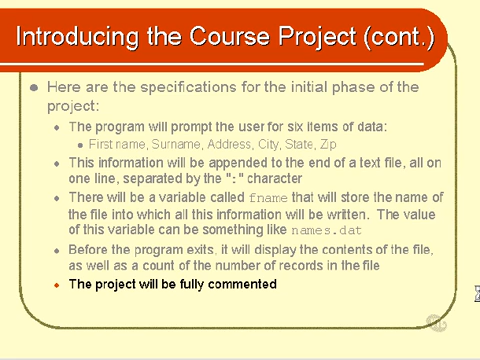 Introducing the Course Project (cont.)
Here are the specifications for the initial phase of the
project:
The program will prompt the user for six items of data:
First name, Surname, Address, City, State, Zip
This information will be appended to the end of a text file, all on
one line, separated by the ":" character
There will be a variable called fname that will store the name of
the file into which all this information will be written. The value
of this variable can be something like names.dat
Before the program exits, it will display the contents of the file,
as well as a count of the number of records in the file
The project will be fully commented